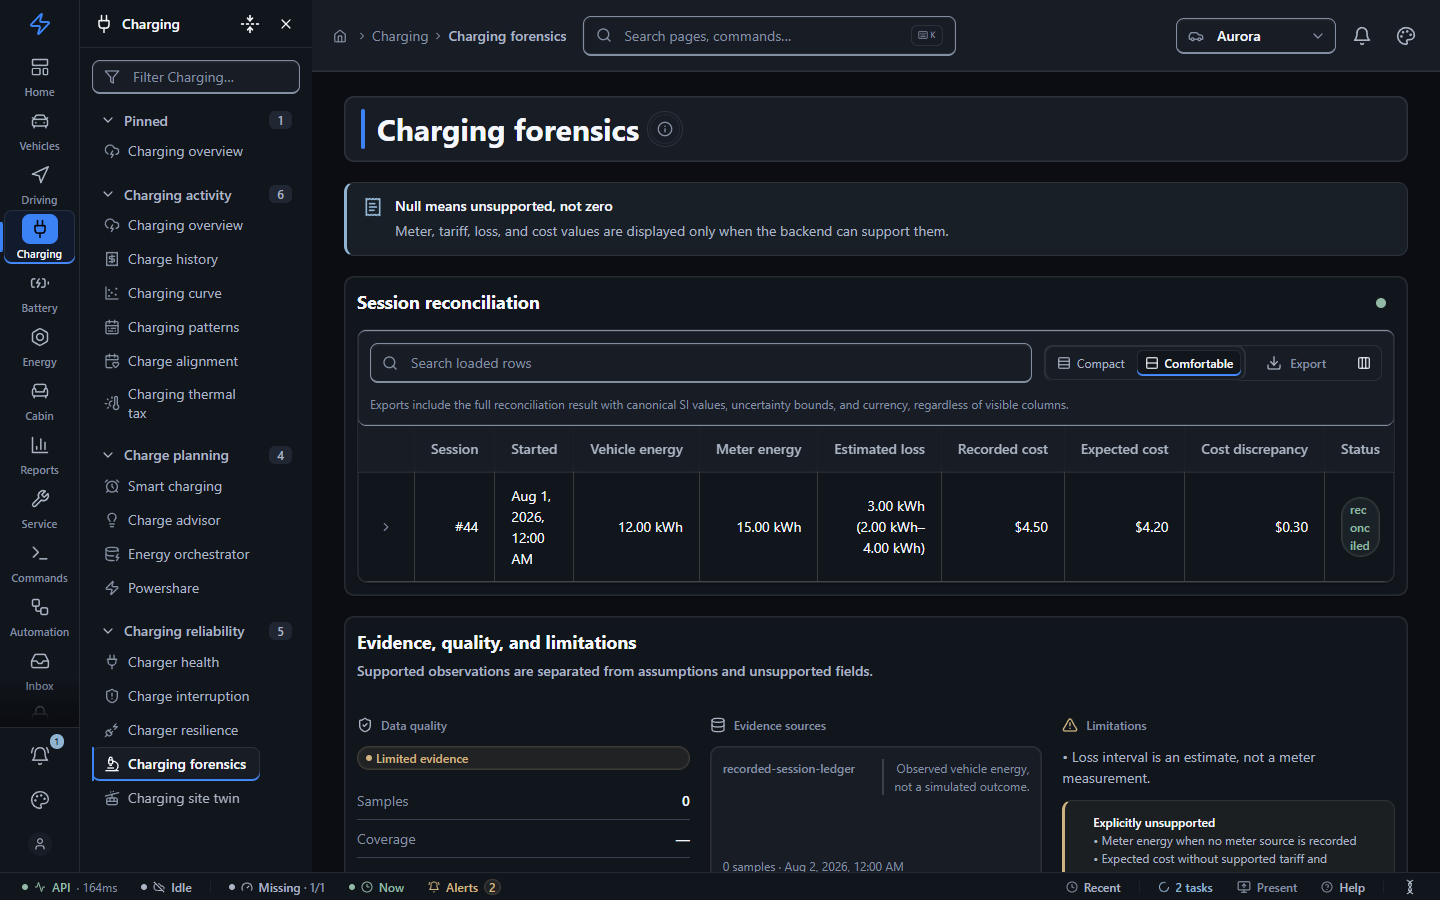 Charging
Home
Vehicles
Driving
Charging
Battery
Energy
Cabin
Reports
Service
Commands
Automation
Inbox
1
Filter Charging...
Pinned 1
Charging overview
Charging activity 6
Charging overview
Charge history
Charging curve
Charging patterns
Charge alignment
Charging thermal
tax
Charge planning 4
Smart charging
Charge advisor
Energy orchestrator
Powershare
Charging reliability 5
Charger health
Charge interruption
Charger resilience
Charging forensics
Charging site twin
Charging Charging forensics
Search pages, commands... K
Aurora
Charging forensics
Null means unsupported, not zero
Meter, tariff, loss, and cost values are displayed only when the backend can support them.
Session reconciliation
Search loaded rows
Compact Comfortable Export
Exports include the full reconciliation result with canonical SI values, uncertainty bounds, and currency, regardless of visible columns.
Session Started Vehicle energy Meter energy Estimated loss Recorded cost Expected cost Cost discrepancy Status
#44
Aug 1,
2026,
12:00
AM
12.00 kWh
15.00 kWh
3.00 kWh
(2.00 kWh–
4.00 kWh)
$4.50
$4.20
$0.30
rec
onc
iled
Evidence, quality, and limitations
Supported observations are separated from assumptions and unsupported fields.
Data quality
Limited evidence
Samples 0
Coverage —
Evidence sources
recorded-session-ledger
Observed vehicle energy,
not a simulated outcome.
0 samples · Aug 2, 2026, 12:00 AM
Limitations
• Loss interval is an estimate, not a meter
measurement.
Explicitly unsupported
• Meter energy when no meter source is recorded
• Expected cost without supported tariff and
API · 164ms Idle Missing · 1/1 Now Alerts 2 Recent 2 tasks Present Help